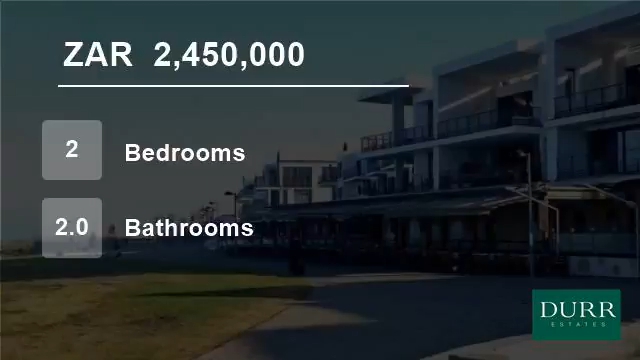 ZAR 2,450,000
2
Bedrooms
2.0
Bathrooms
DURR
ESTATES